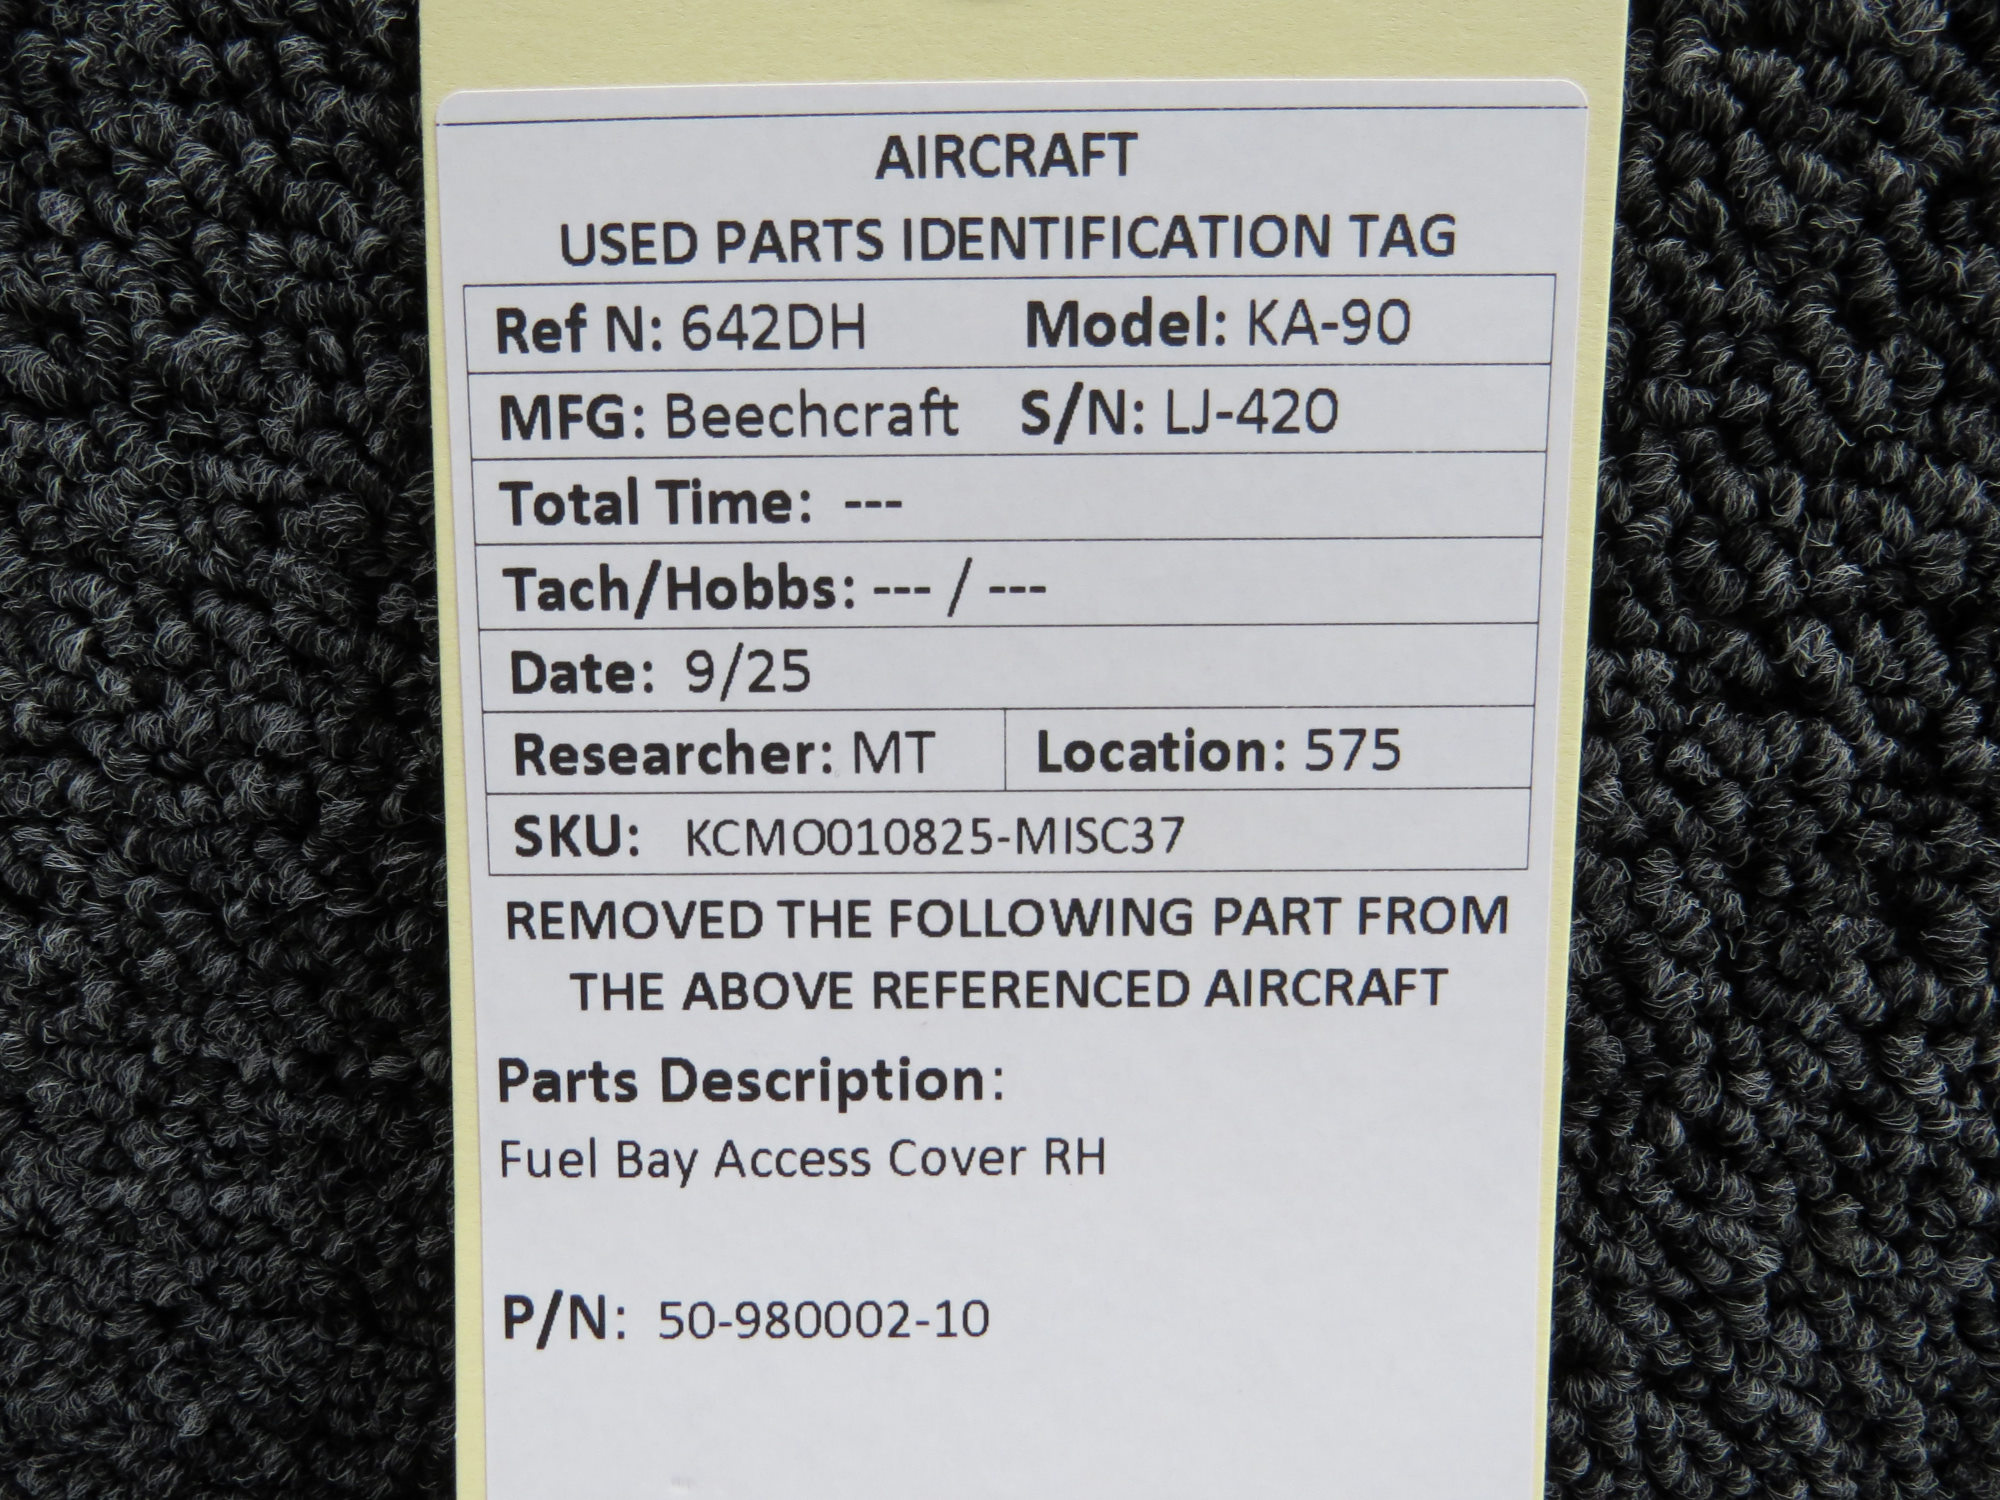 AIRCRAFT
USED PARTS IDENTIFICATION TAG
Ref N: 642DH Model: KA-90
MFG: Beechcraft S/N: LJ-420
Total Time: ---
Tach/Hobbs: --- / ---
Date: 9/25
Researcher: MT Location: 575
SKU: KCMO010825-MISC37
REMOVED THE FOLLOWING PART FROM
THE ABOVE REFERENCED AIRCRAFT
Parts Description:
Fuel Bay Access Cover RH
P/N: 50-980002-10